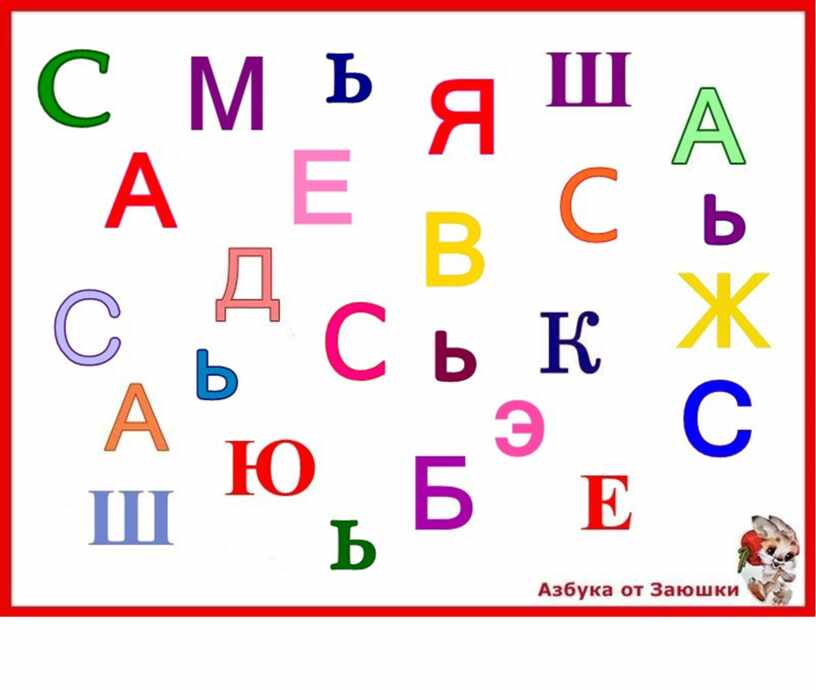 С М Ь Я Ш А
А Е С Ь
Д В Ж
С Ь С Ь К
А Э С
Ю Б Е
Ш Ь
Азбука от Заюшки